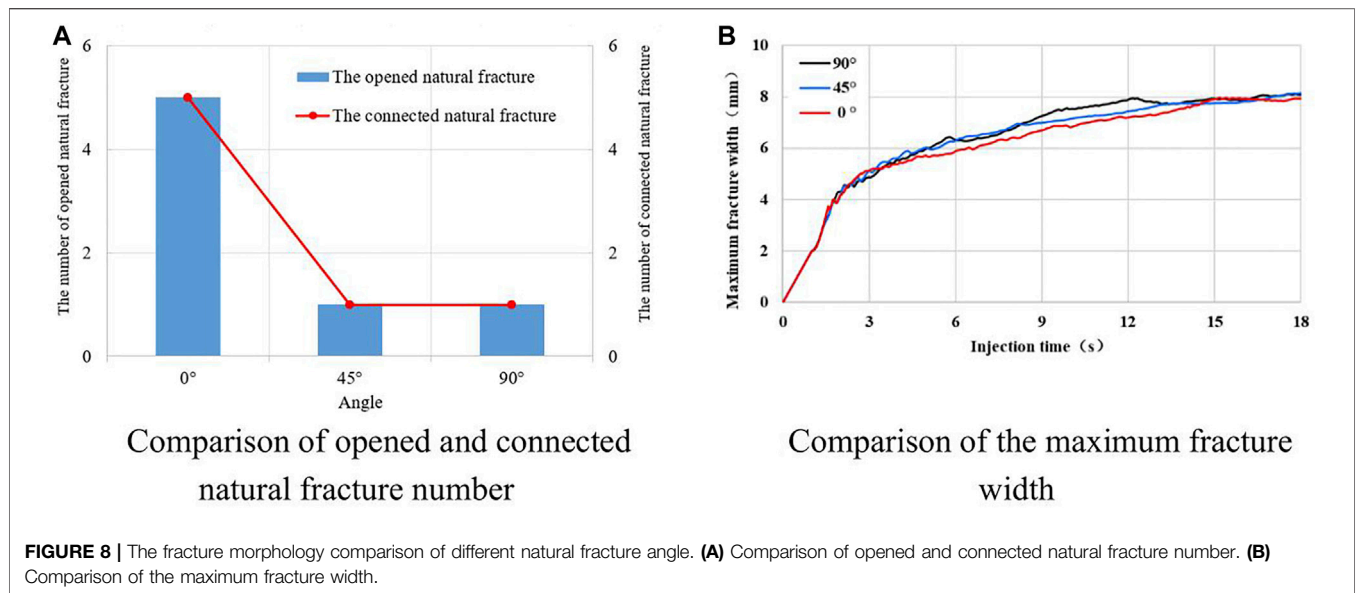 A
6
4
2
0
The number of opened natural fracture
The opened natural fracture
The connected natural fracture
6
4
2
0
The number of connected natural fracture
0°
45°
90°
Angle
Comparison of opened and connected
natural fracture number
B
10
8
6
4
2
0
Maximum fracture width（mm）
90°
45°
0 °
0
3
6
9
12
15
18
Injection time（s）
Comparison of the maximum fracture
width
FIGURE 8 | The fracture morphology comparison of different natural fracture angle. (A) Comparison of opened and connected natural fracture number. (B)
Comparison of the maximum fracture width.